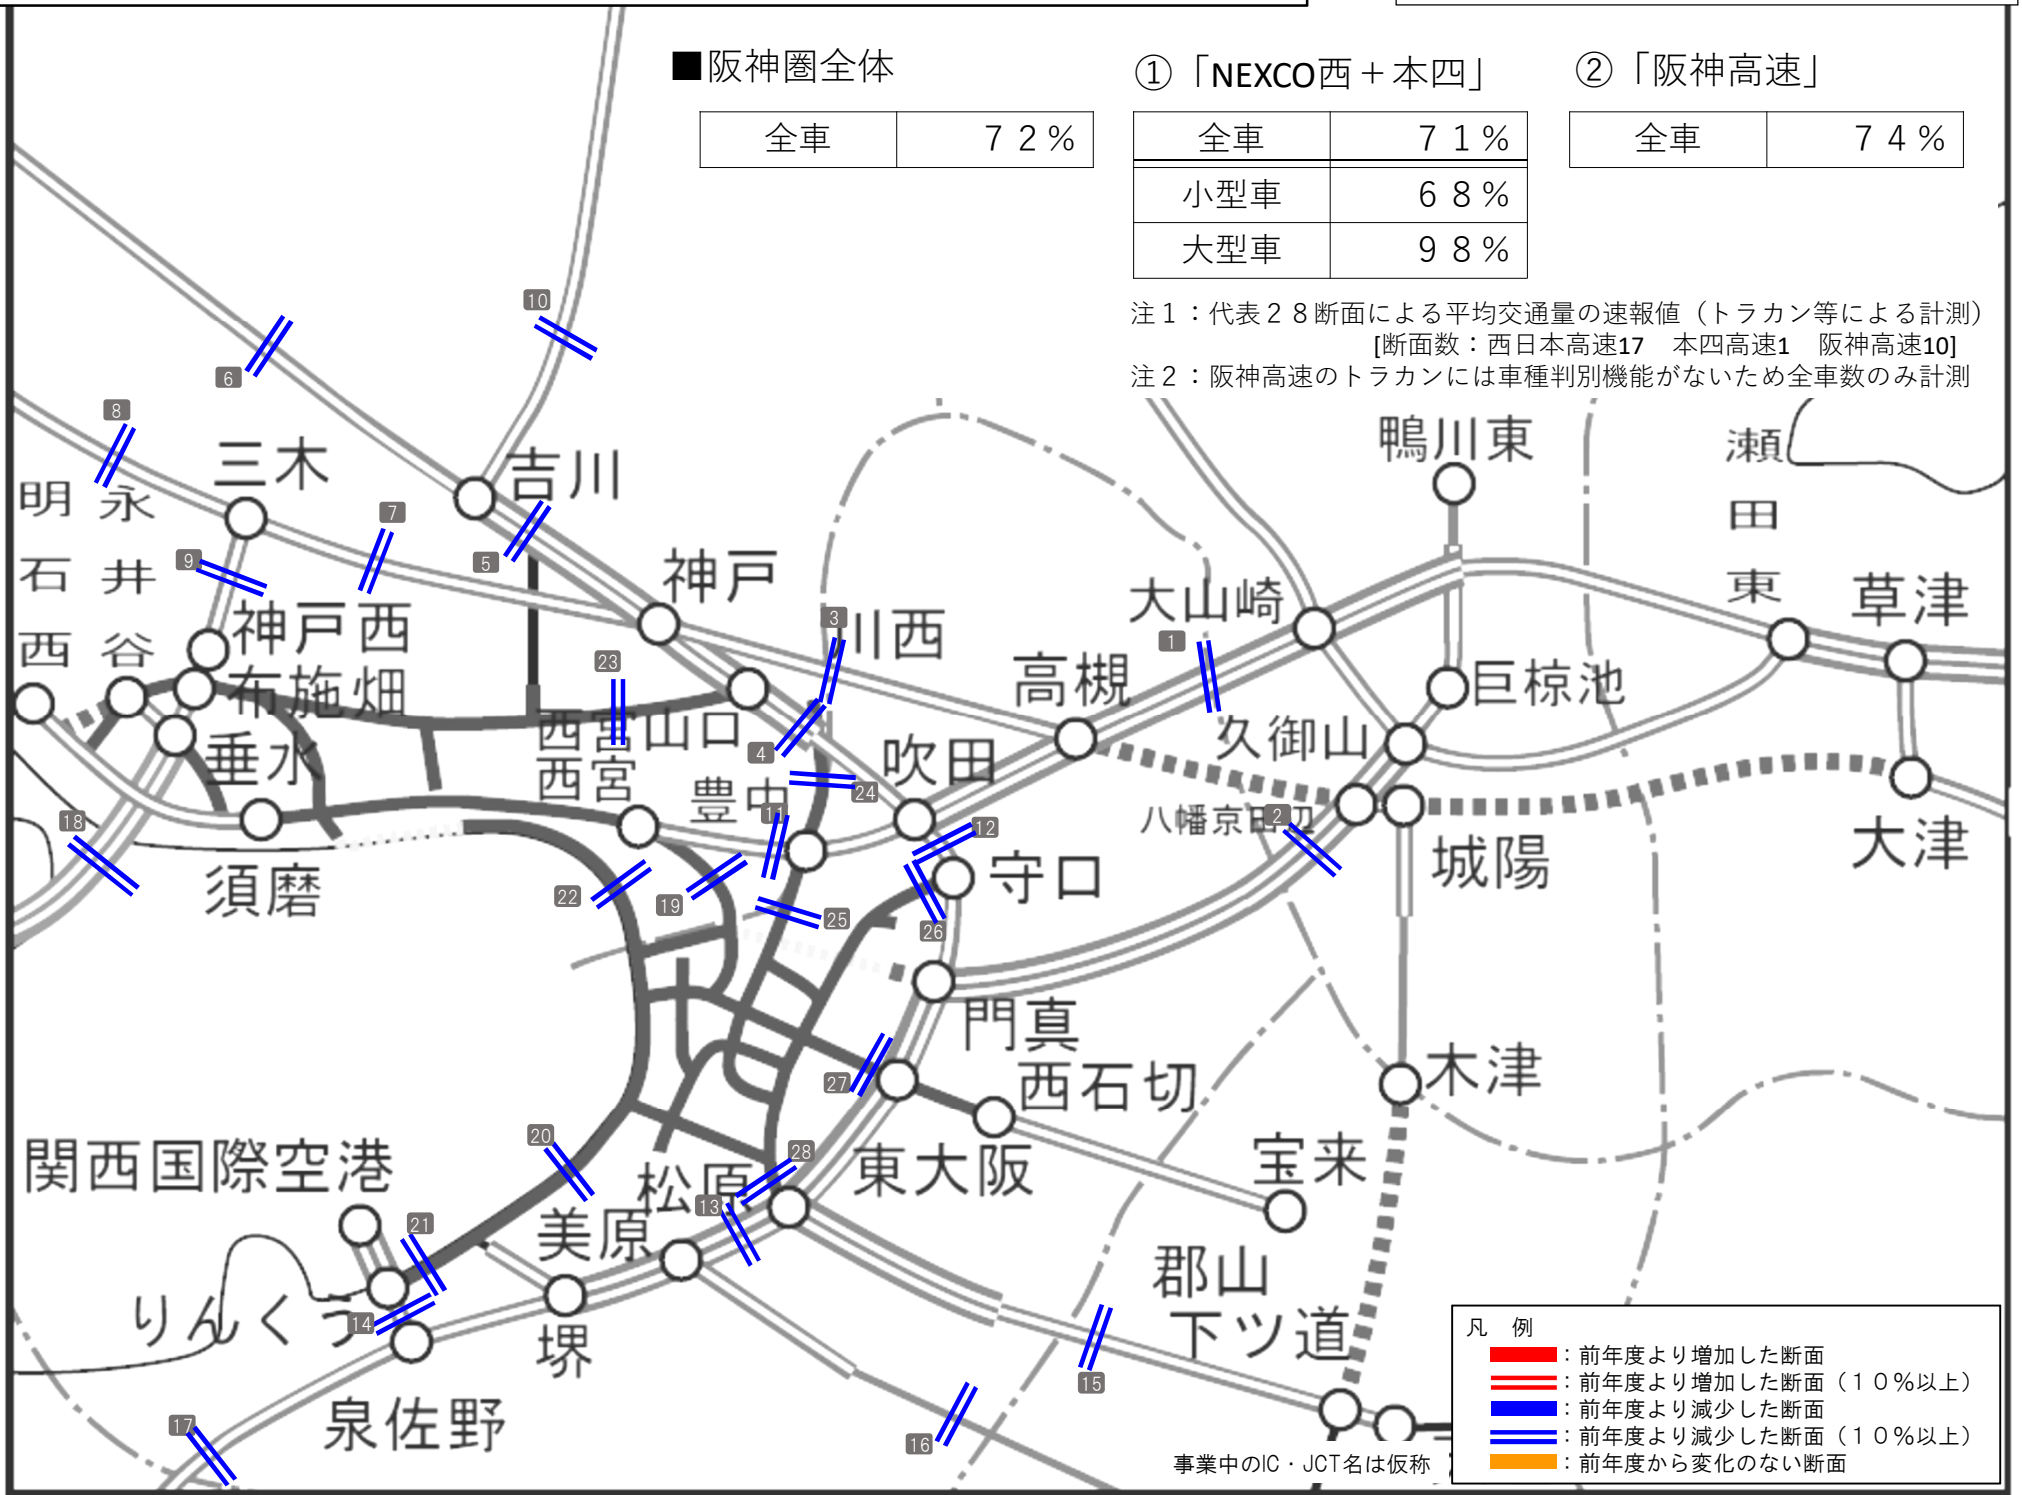 ■阪神圏全体
全車 ７２%
①「NEXCO西＋本四」
全車 ７１%
小型車 ６８%
大型車 ９８%
②「阪神高速」
全車 ７４%
注１：代表２８断面による平均交通量の速報値（トラカン等による計測）
[断面数：西日本高速17　本四高速1　阪神高速10]
注２：阪神高速のトラカンには車種判別機能がないため全車数のみ計測
10
6
8
三木
吉川
鴨川東
瀬田東
明石西
永井谷
7
5
9
神戸
3
川西
大山崎
1
草津
神戸西
布施畑
23
高槻
巨椋池
垂水
西宮山口
4
西宮
吹田
久御山
豊中
11
24
18
12
八幡京田辺
2
城陽
大津
須磨
22
19
25
守口
26
門真
27
西石切
木津
20
関西国際空港
松原
28
東大阪
宝来
13
21
美原
郡山下ツ道
りんくう
14
堺
15
泉佐野
17
16
事業中のIC・JCT名は仮称
凡　例
：前年度より増加した断面
：前年度より増加した断面（１０％以上）
：前年度より減少した断面
：前年度より減少した断面（１０％以上）
：前年度から変化のない断面